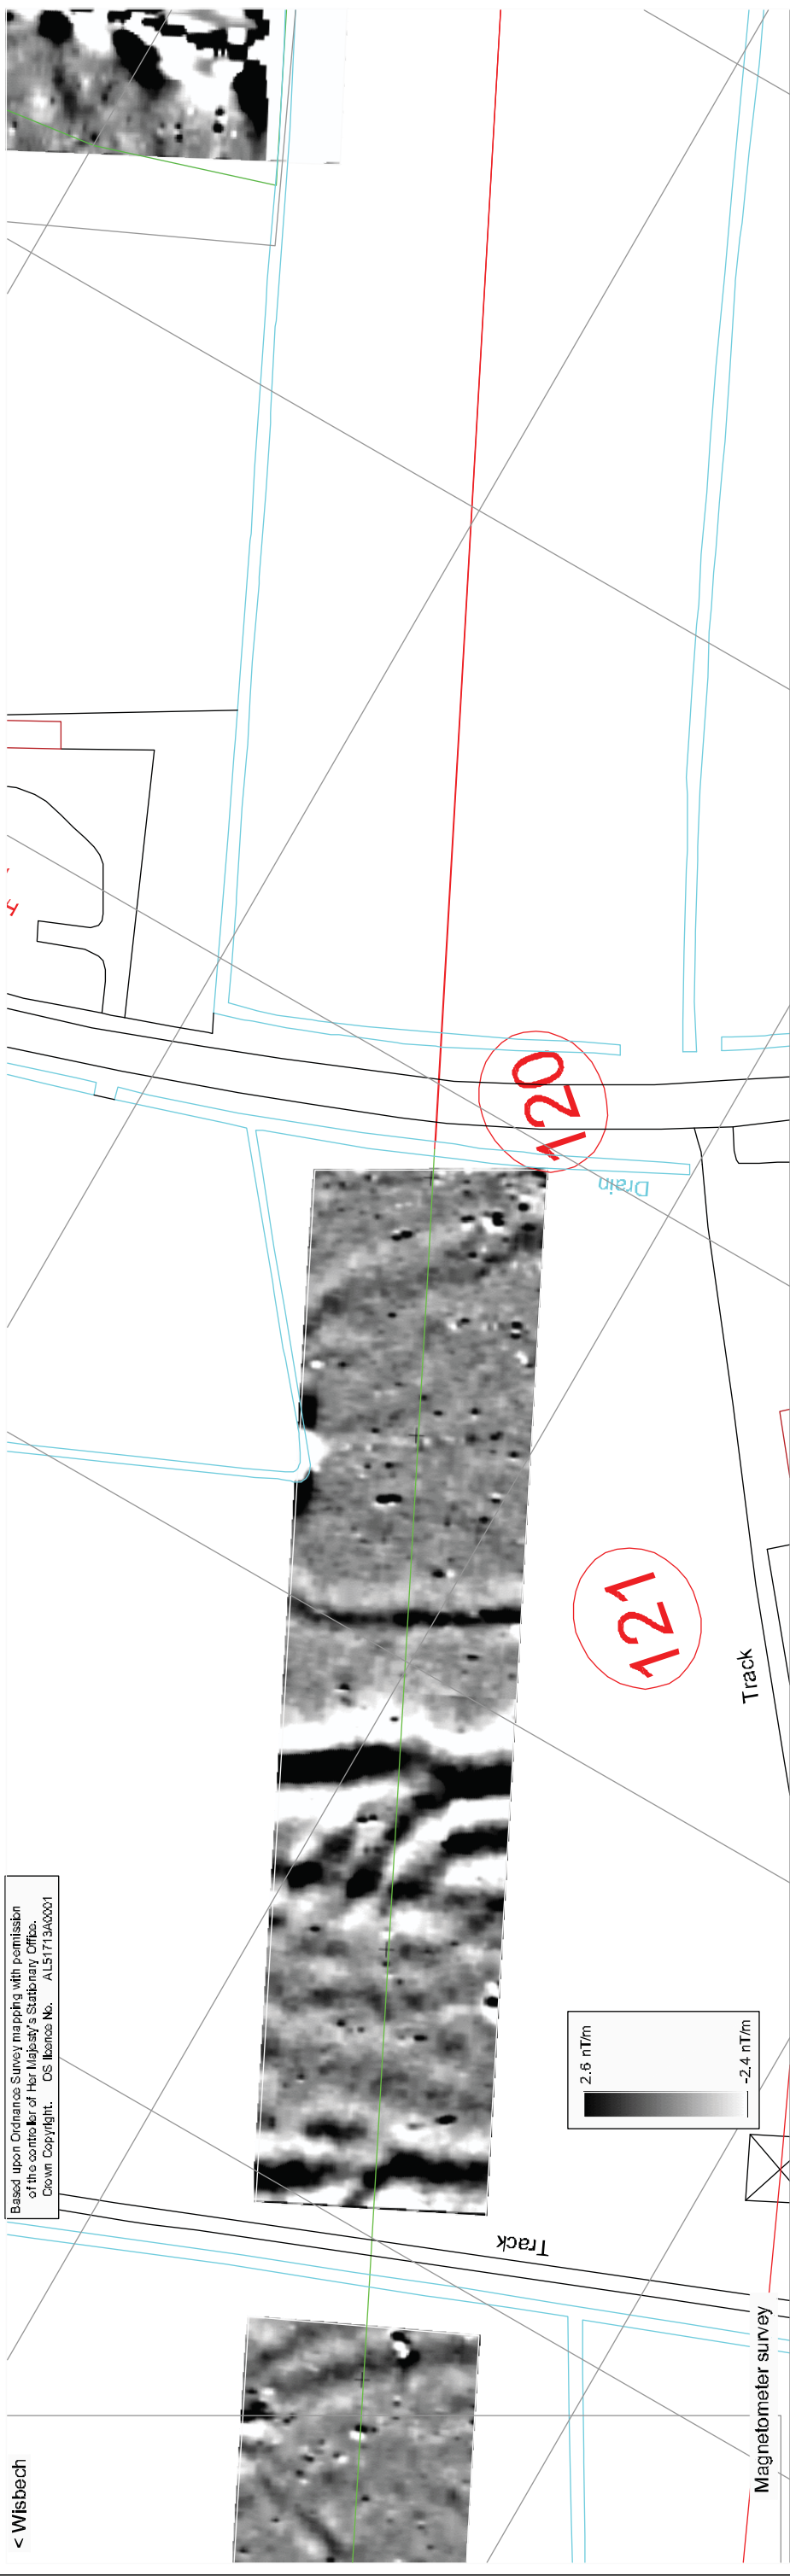 120
Drain
121
Track
Based upon Ordnance Survey mapping with permission
of the controller of Her Majesty's Stationary Office.
Crown Copyright. OS licence No. AL51713A0001
2.6 nT/m
-2.4 nT/m
Track
Magnetometer survey
< Wisbech